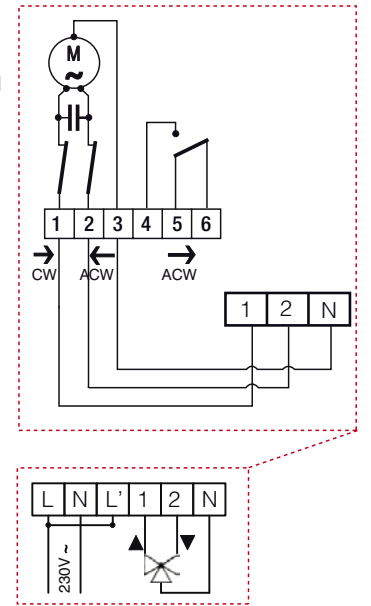 M
~
1 2 3 4 5 6
CW ACW ACW
1 2 N
L N L' 1 2 N
230V ~